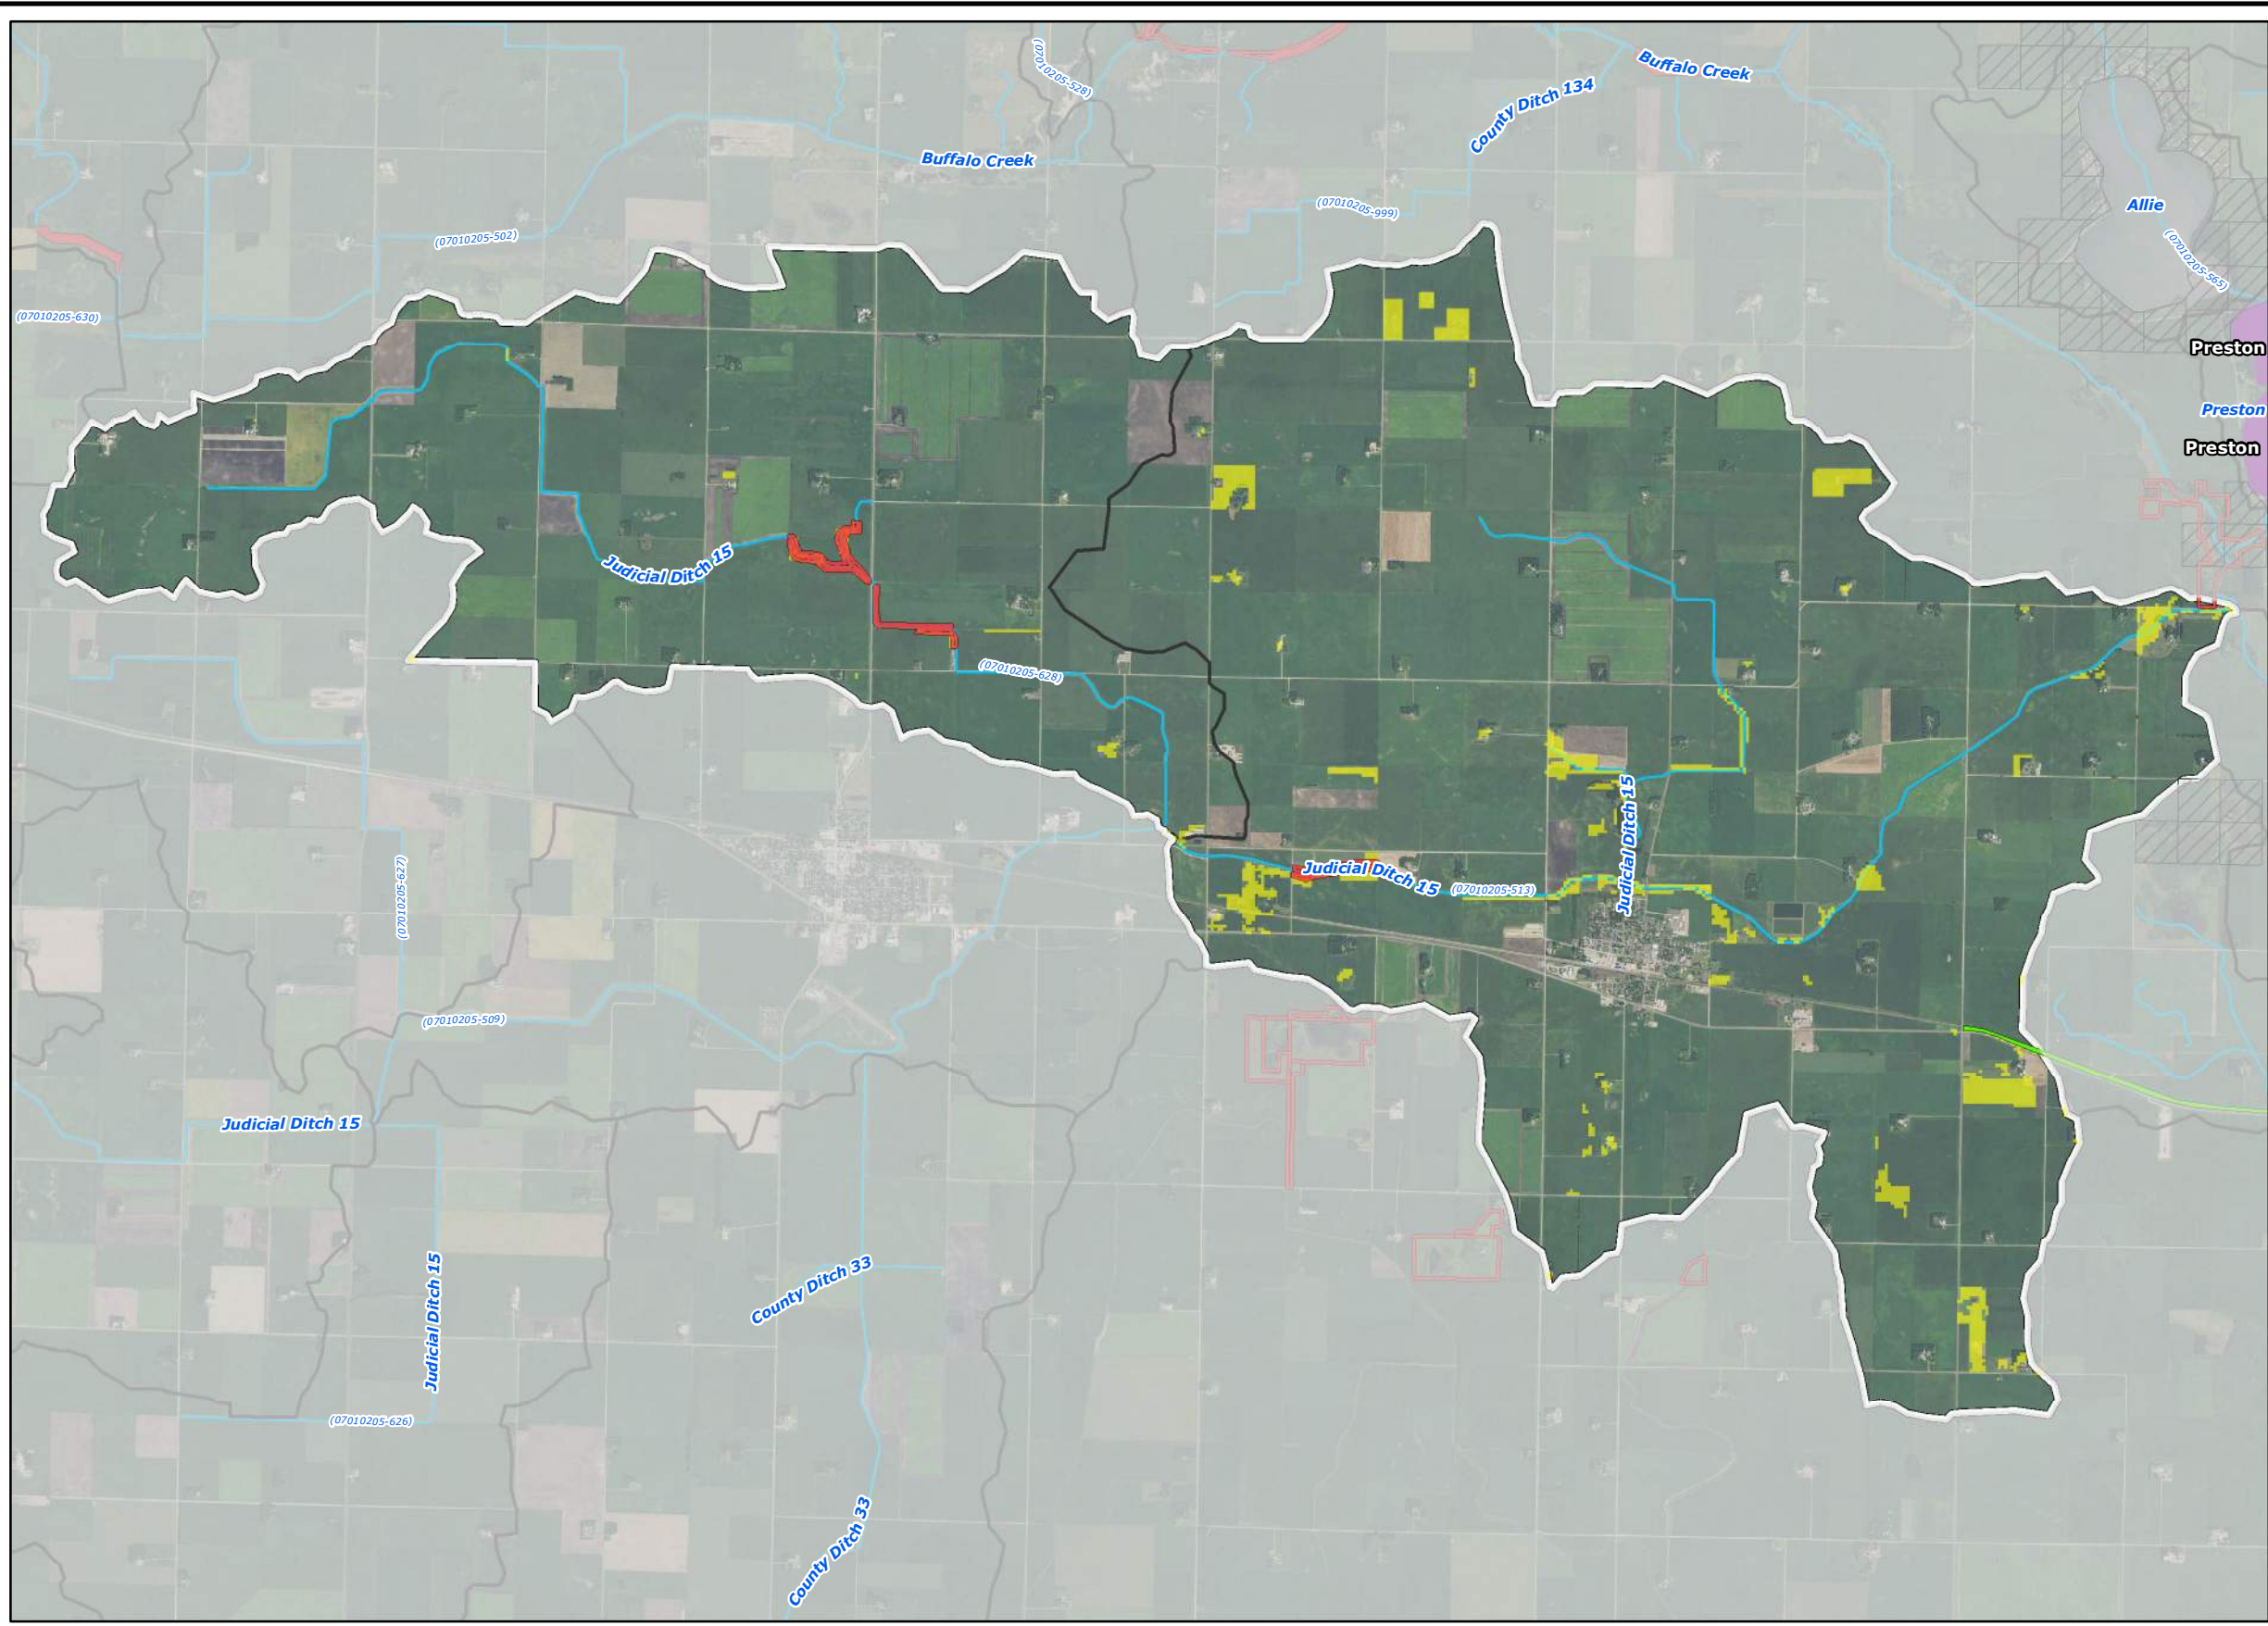 (07010205-528)
Buffalo Creek
County Ditch 134
Buffalo Creek
(07010205-999)
Allie
(07010205-565)
(07010205-502)
(07010205-630)
Preston
Preston
Preston
Judicial Ditch 15
(07010205-628)
Judicial Ditch 15
Judicial Ditch 15
(07010205-513)
(07010205-627)
(07010205-509)
Judicial Ditch 15
Judicial Ditch 15
County Ditch 33
(07010205-626)
County Ditch 33